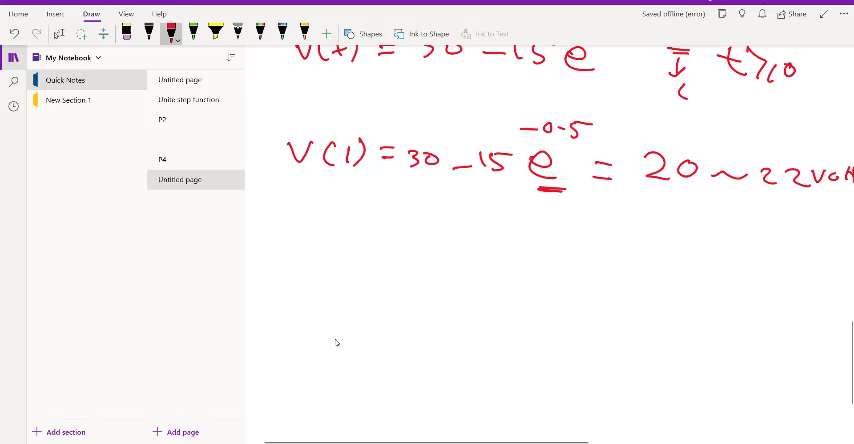 Saved offline (error)
Share
Home Insert Draw View Help
Shapes Ink to Shape Ink to Text
My Notebook
Quick Notes
New Section 1
Untitled page
Unite step function
P2
P4
Untitled page
V(t) = 30 - 15 e t>,0
V(1) = 30 - 15 e -0.5 = 20 ~ 22 Volt
Add section
Add page